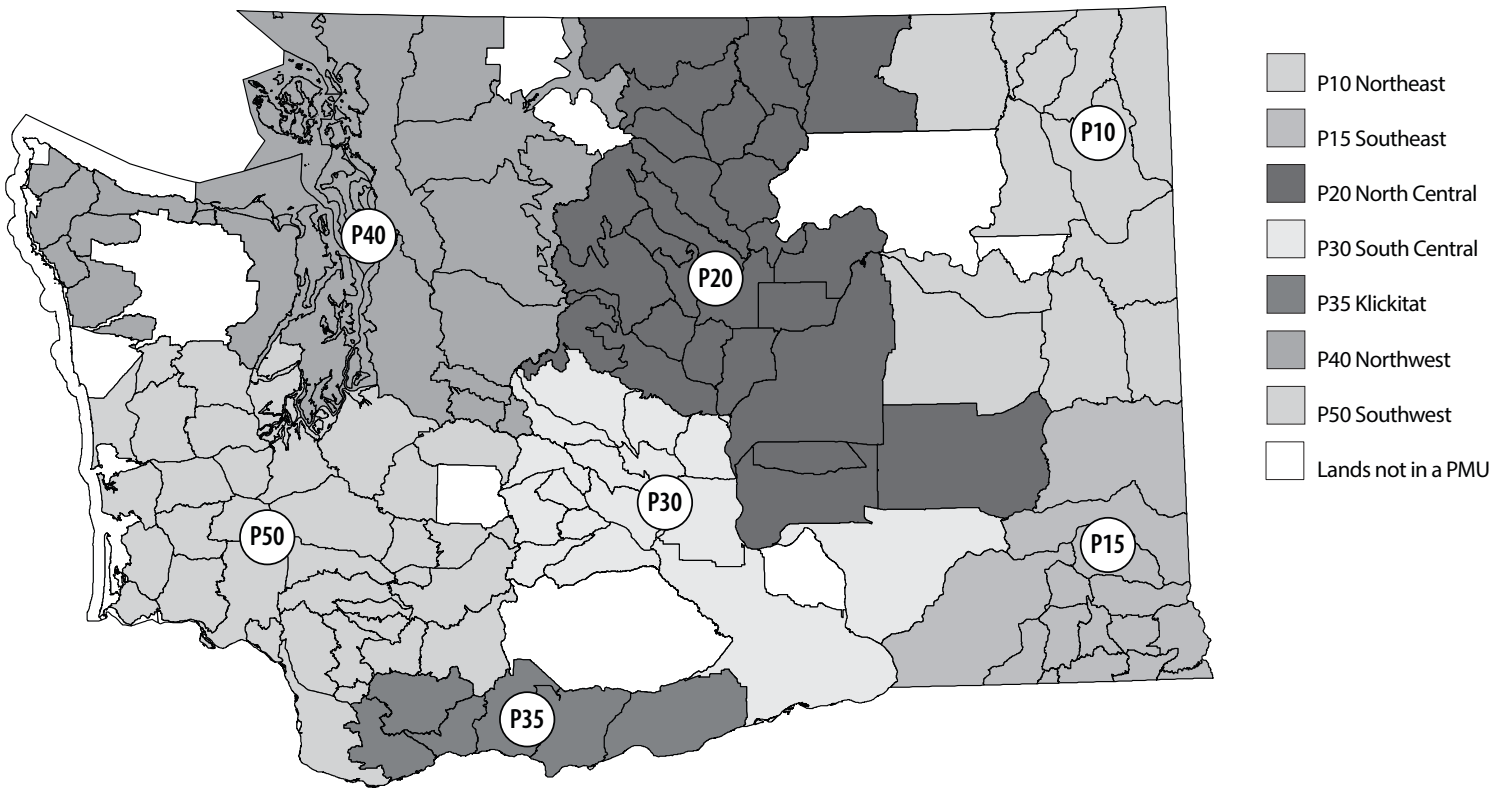 P10
P40
P20
P30
P50
P15
P35
P10 Northeast
P15 Southeast
P20 North Central
P30 South Central
P35 Klickitat
P40 Northwest
P50 Southwest
Lands not in a PMU